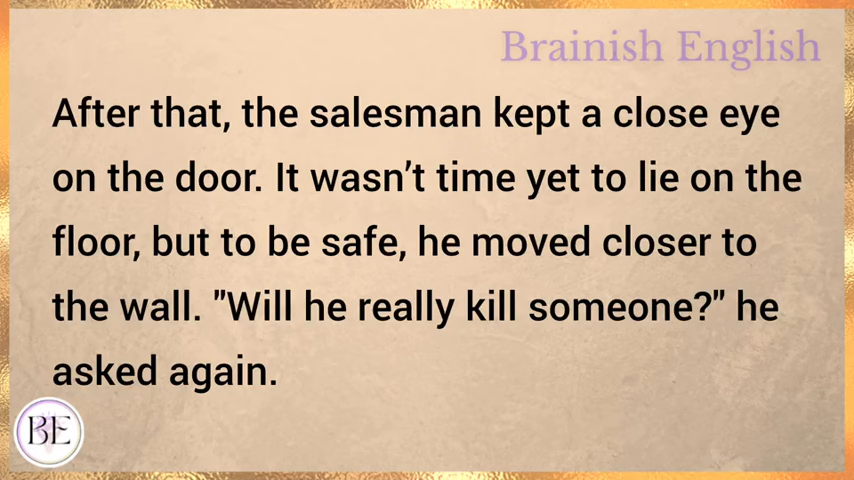 Brainish English
After that, the salesman kept a close eye
on the door. It wasn’t time yet to lie on the
floor, but to be safe, he moved closer to
the wall. "Will he really kill someone?" he
asked again.
BE